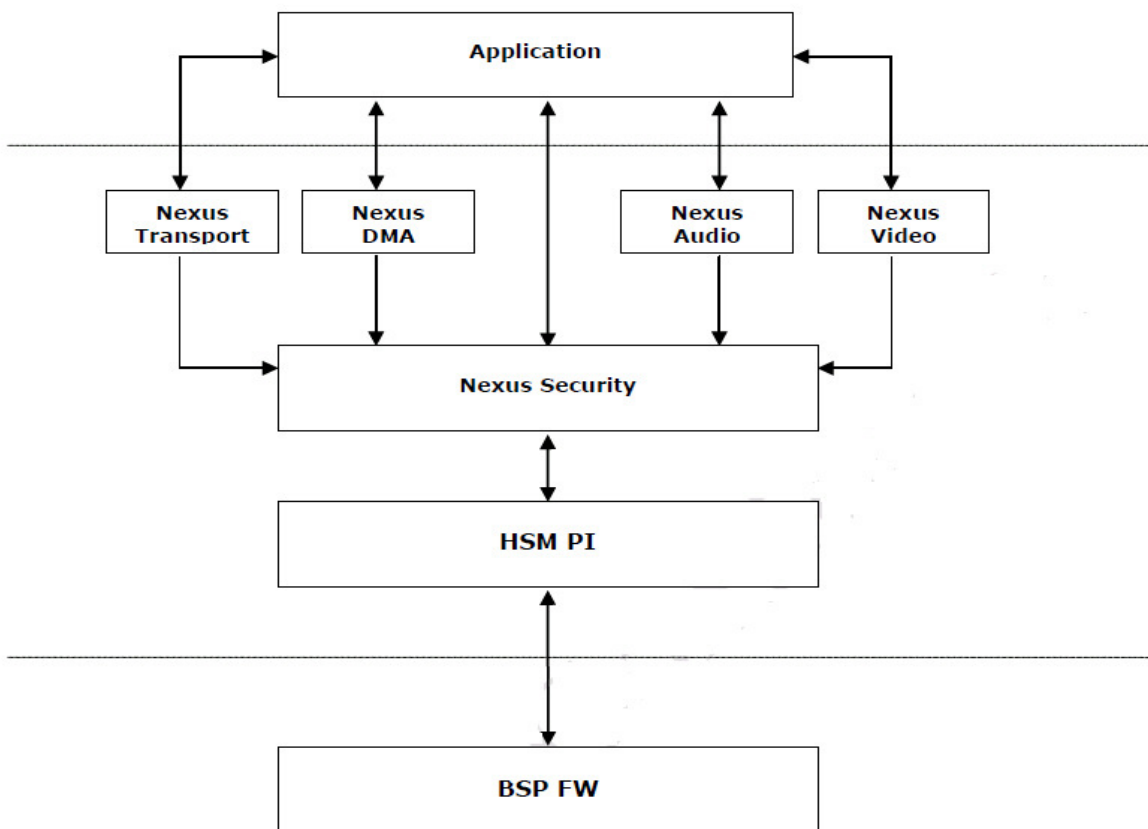 Application
Nexus
Transport
Nexus
DMA
Nexus
Audio
Nexus
Video
Nexus Security
HSM PI
BSP FW